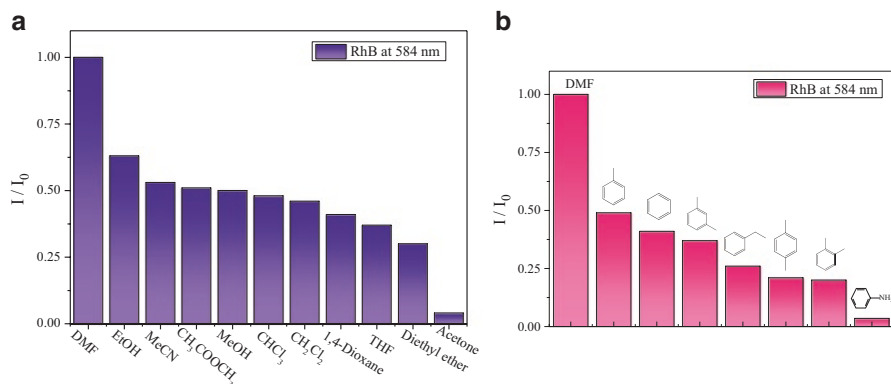 a
RhB at 584 nm
I / I₀
1.00
0.75
0.50
0.25
0.00
DMF
EtOH
MeCN
CH₃COOCH₃
MeOH
CHCl₃
CH₂Cl₂
1,4-Dioxane
THF
Diethyl ether
Acetone
b
RhB at 584 nm
I / I₀
1.00
0.75
0.50
0.25
0.00
DMF
NH